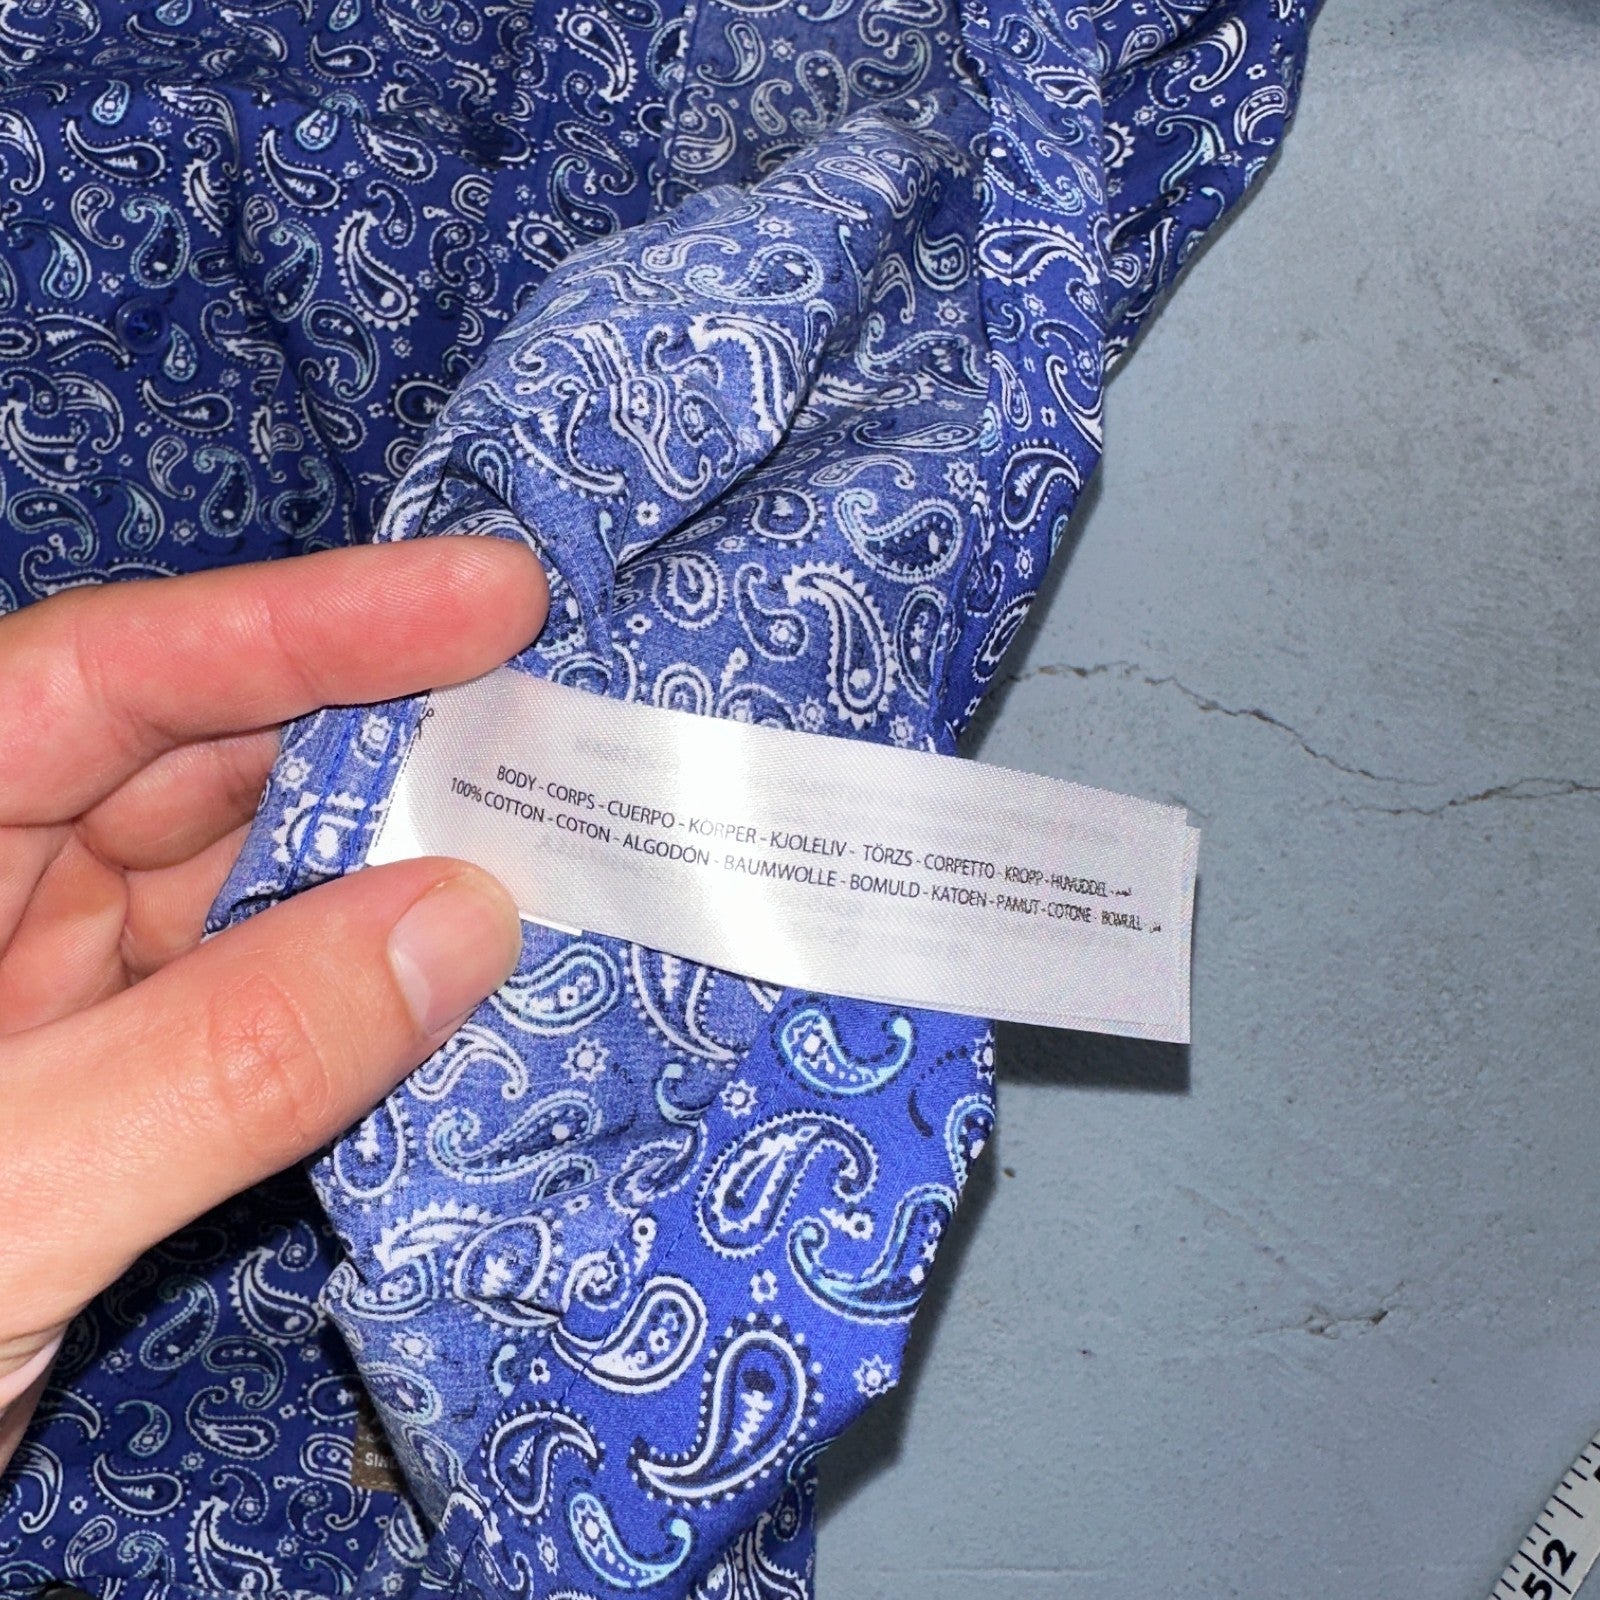 BODY - CORPS - CUERPO - KÖRPER - KJOLELIV - TÖRZS - CORPETTO - KROPP - HUVUDDEL -
100% COTTON - COTON - ALGODÓN - BAUMWOLLE - BOMULD - KATOEN - PAMUT - COTONE - BOMULL -
52